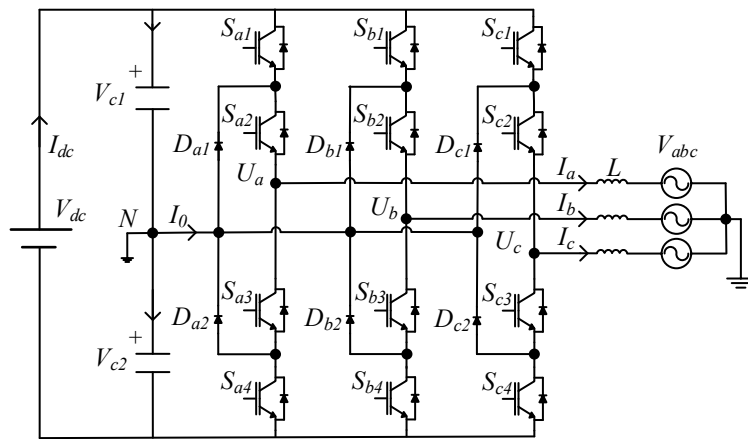 S_a1 S_b1 S_c1
+
V_c1
S_a2 S_b2 S_c2
D_a1 D_b1 D_c1
I_dc
V_abc
U_a I_a L
V_dc
N I_0 U_b I_b
U_c I_c
S_a3 S_b3 S_c3
D_a2 D_b2 D_c2
+
V_c2
S_a4 S_b4 S_c4